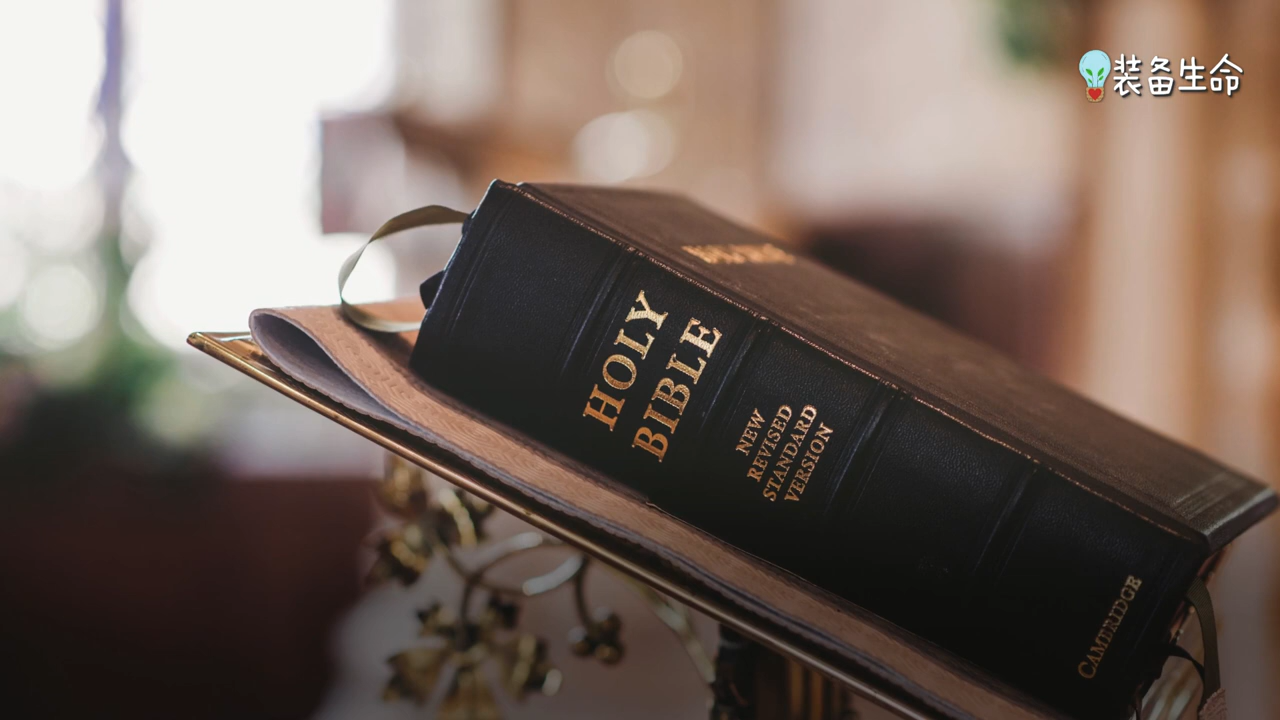 装备生命
HOLY
BIBLE
NEW
REVISED
STANDARD
VERSION
CAMBRIDGE